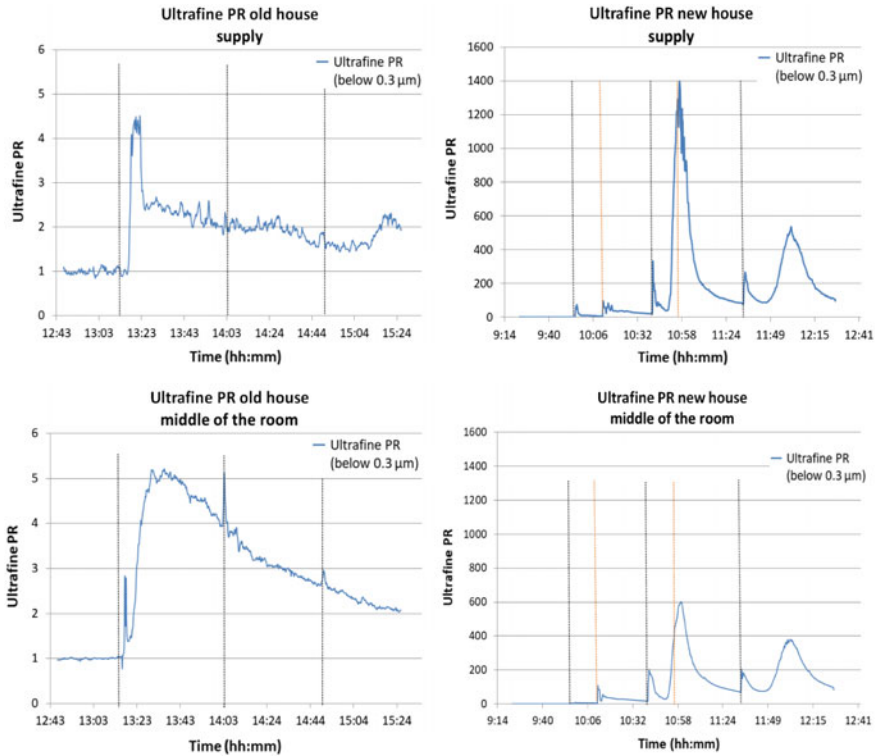 Ultrafine PR old house
supply
6
5
4
3
2
1
0
Ultrafine PR
Ultrafine PR
(below 0.3 µm)
12:43 13:03 13:23 13:43 14:03 14:24 14:44 15:04 15:24
Time (hh:mm)
Ultrafine PR new house
supply
1600
1400
1200
1000
800
600
400
200
0
Ultrafine PR
Ultrafine PR
(below 0.3 µm)
9:14 9:40 10:06 10:32 10:58 11:24 11:49 12:15 12:41
Time (hh:mm)
Ultrafine PR old house
middle of the room
6
5
4
3
2
1
0
Ultrafine PR
Ultrafine PR
(below 0.3 µm)
12:43 13:03 13:23 13:43 14:03 14:24 14:44 15:04 15:24
Time (hh:mm)
Ultrafine PR new house
middle of the room
1600
1400
1200
1000
800
600
400
200
0
Ultrafine PR
Ultrafine PR
(below 0.3 µm)
9:14 9:40 10:06 10:32 10:58 11:24 11:49 12:15 12:41
Time (hh:mm)